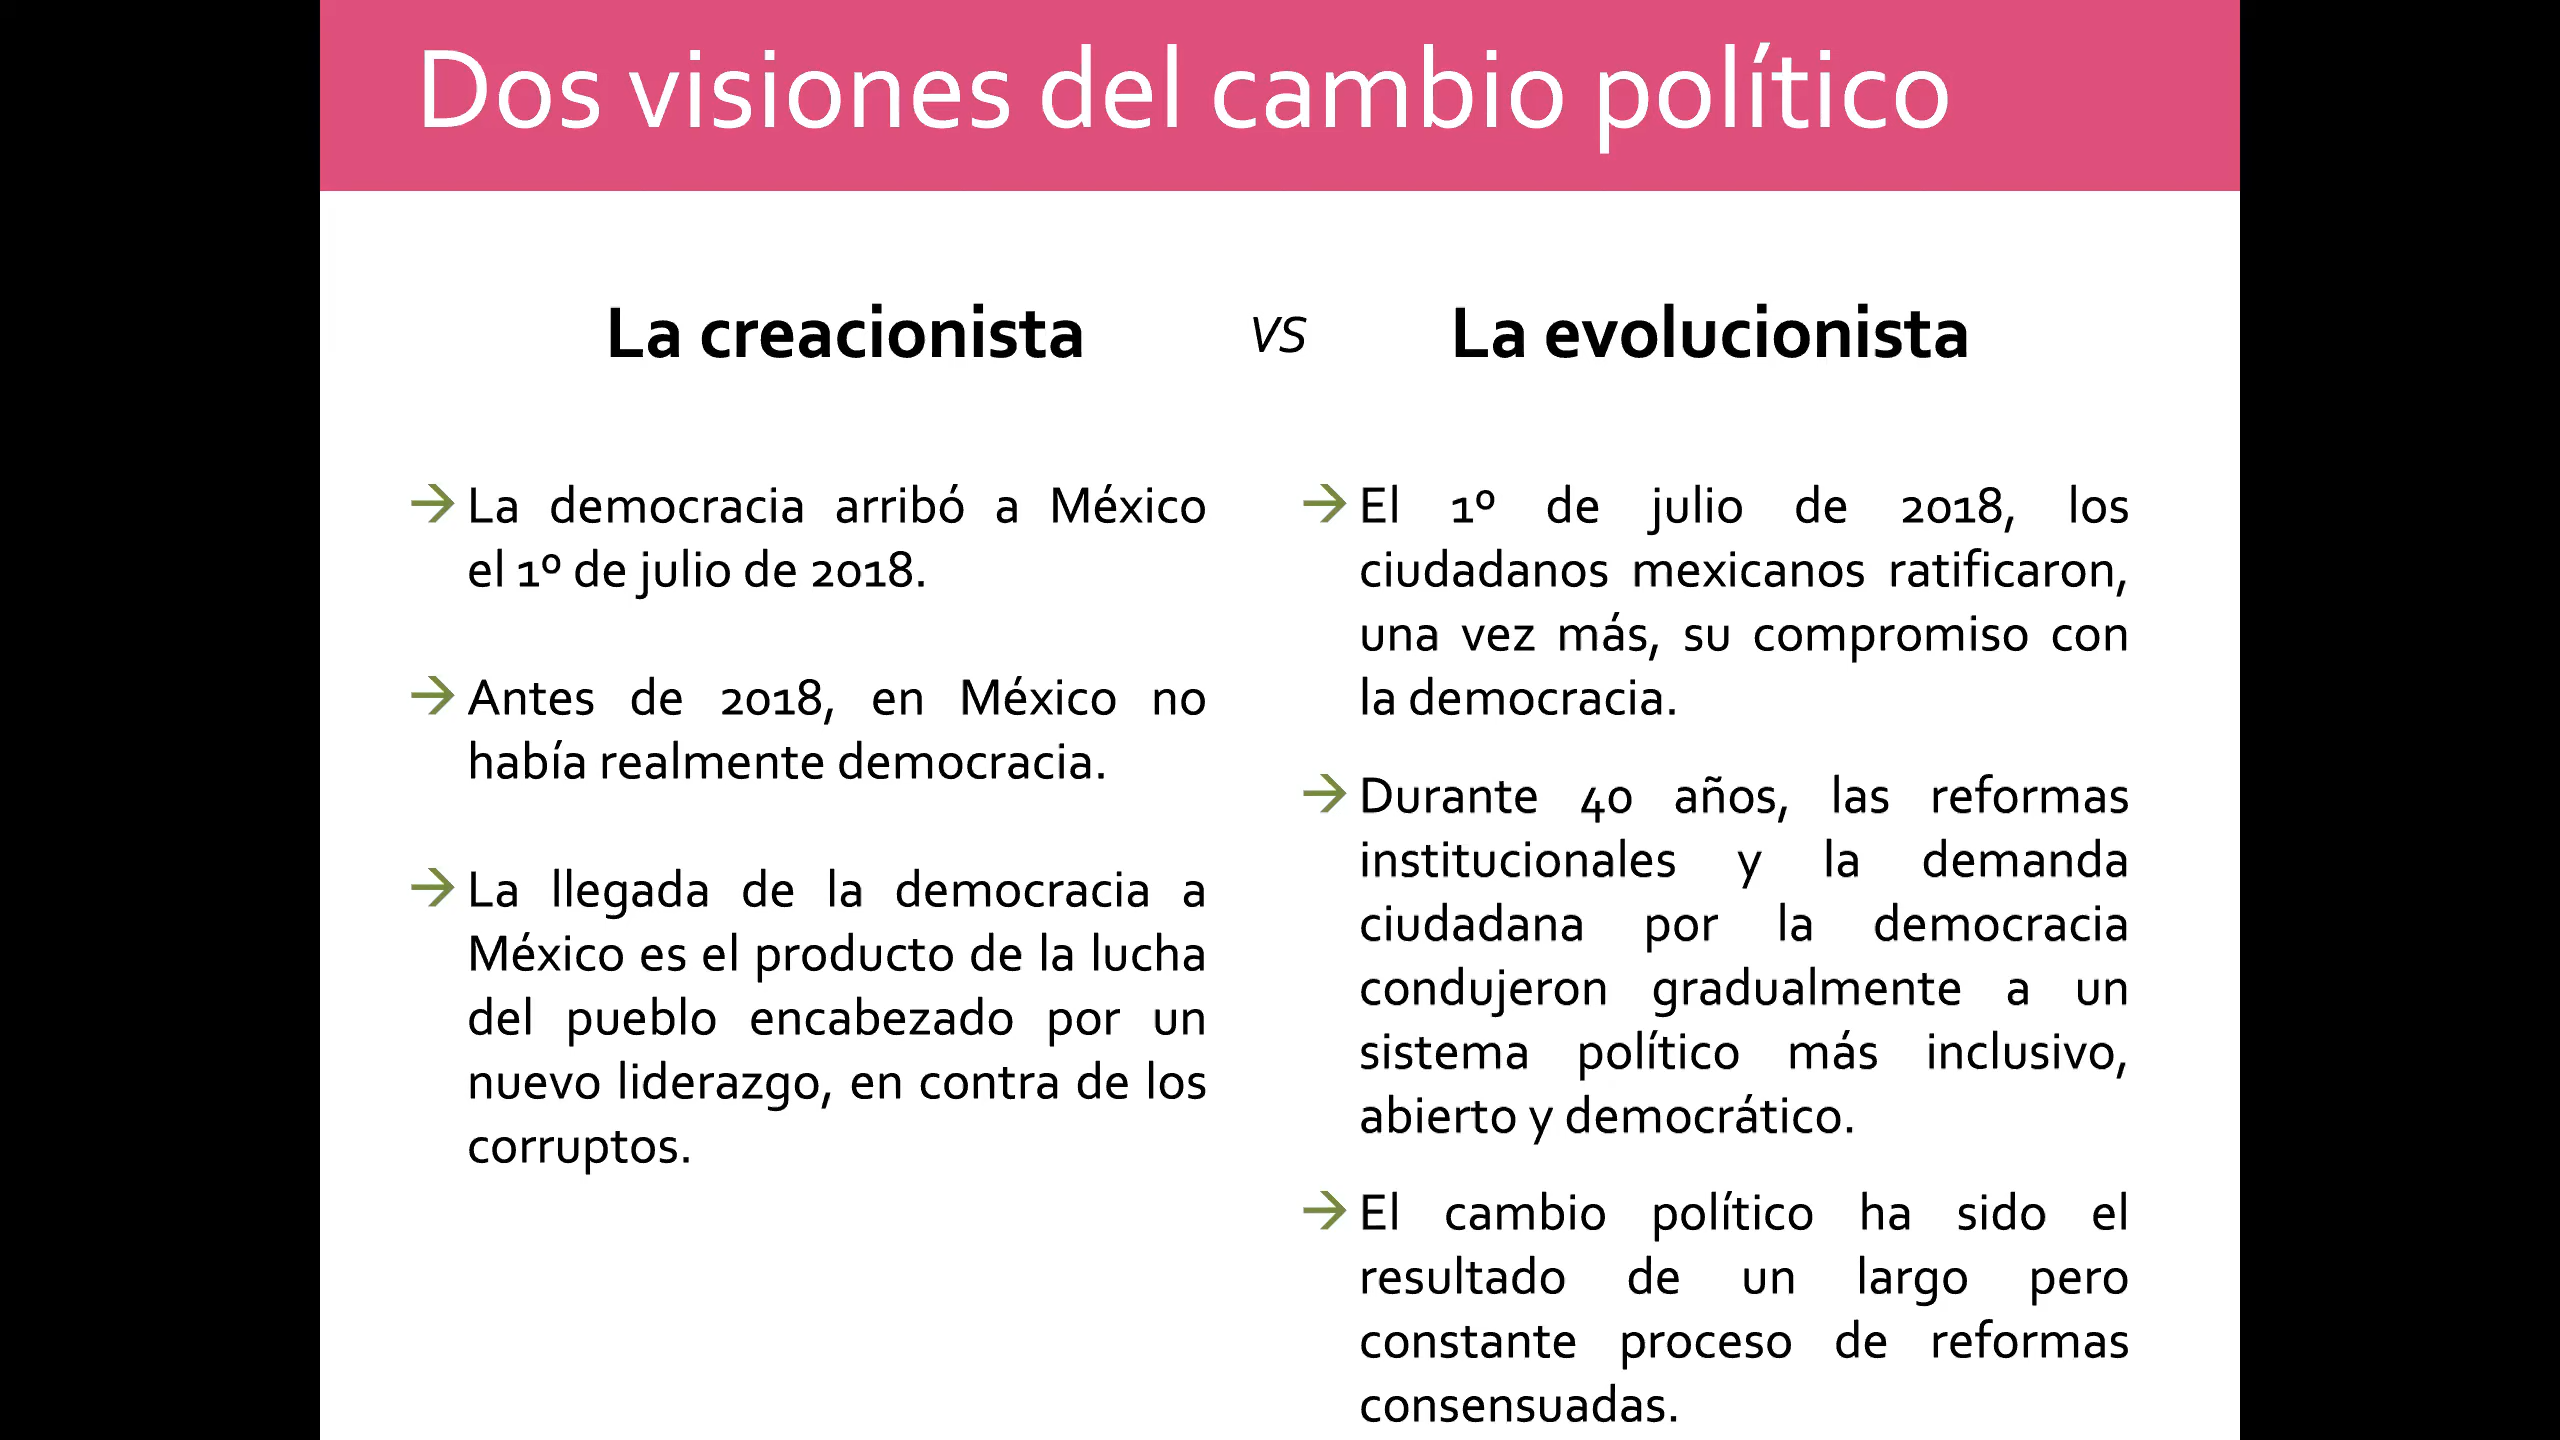 Dos visiones del cambio político
La creacionista
vs
La evolucionista
La democracia arribó a México
el 1º de julio de 2018.
Antes de 2018, en México no
había realmente democracia.
La llegada de la democracia a
México es el producto de la lucha
del pueblo encabezado por un
nuevo liderazgo, en contra de los
corruptos.
El 1º de julio de 2018, los
ciudadanos mexicanos ratificaron,
una vez más, su compromiso con
la democracia.
Durante 40 años, las reformas
institucionales y la demanda
ciudadana por la democracia
condujeron gradualmente a un
sistema político más inclusivo,
abierto y democrático.
El cambio político ha sido el
resultado de un largo pero
constante proceso de reformas
consensuadas.